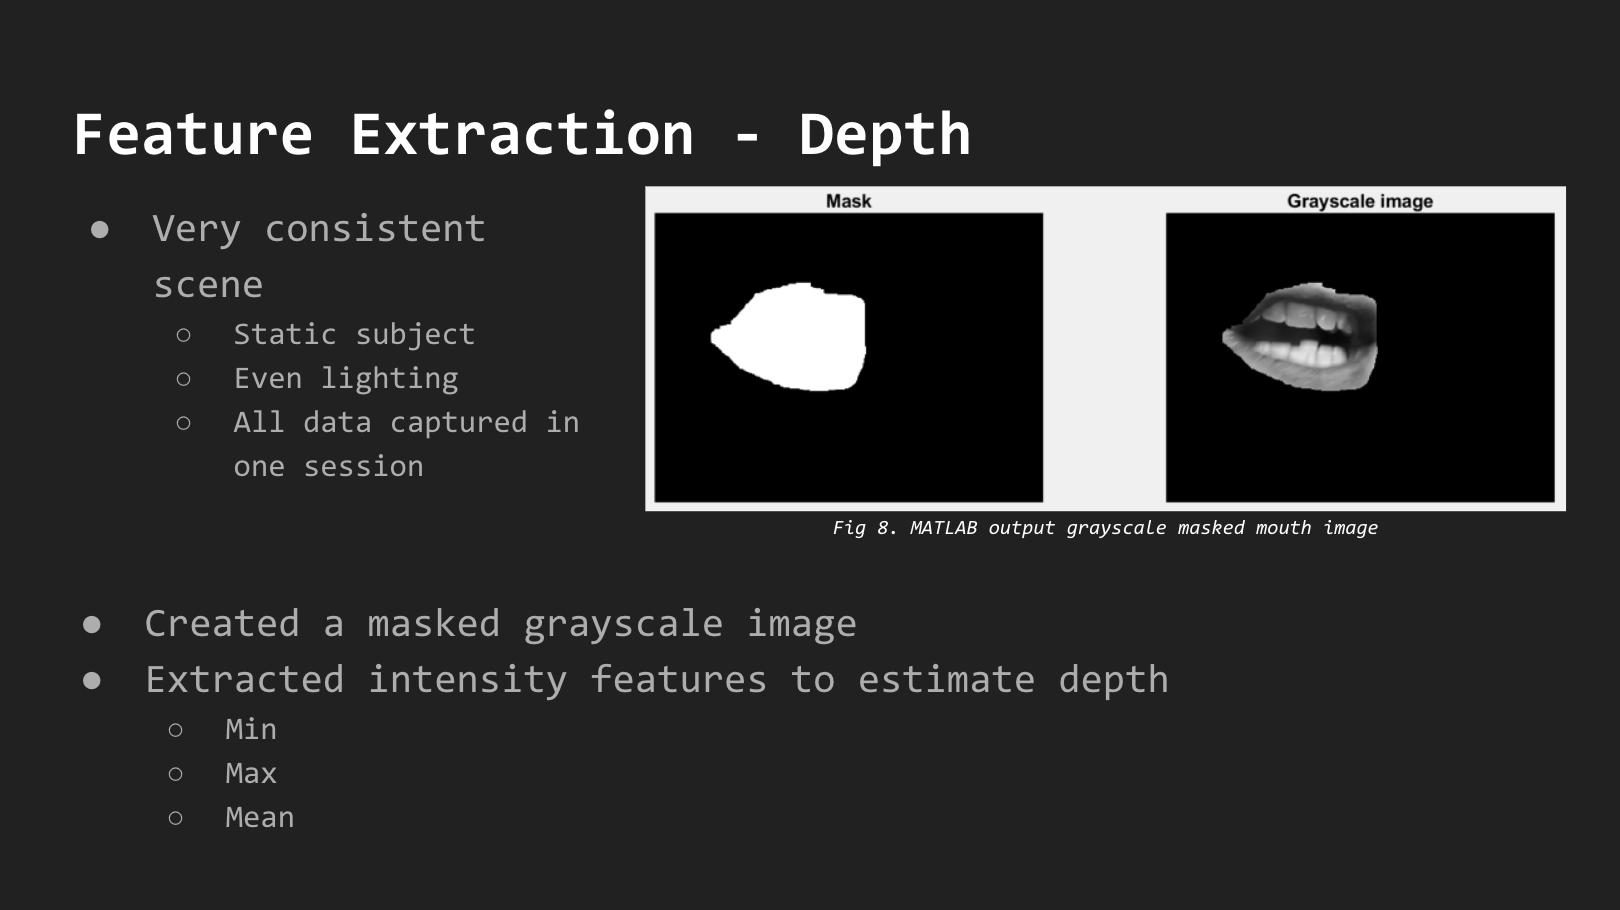 Feature Extraction - Depth
● Very consistent
scene
○ Static subject
○ Even lighting
○ All data captured in
one session
Mask
Grayscale image
Fig 8. MATLAB output grayscale masked mouth image
● Created a masked grayscale image
● Extracted intensity features to estimate depth
○ Min
○ Max
○ Mean